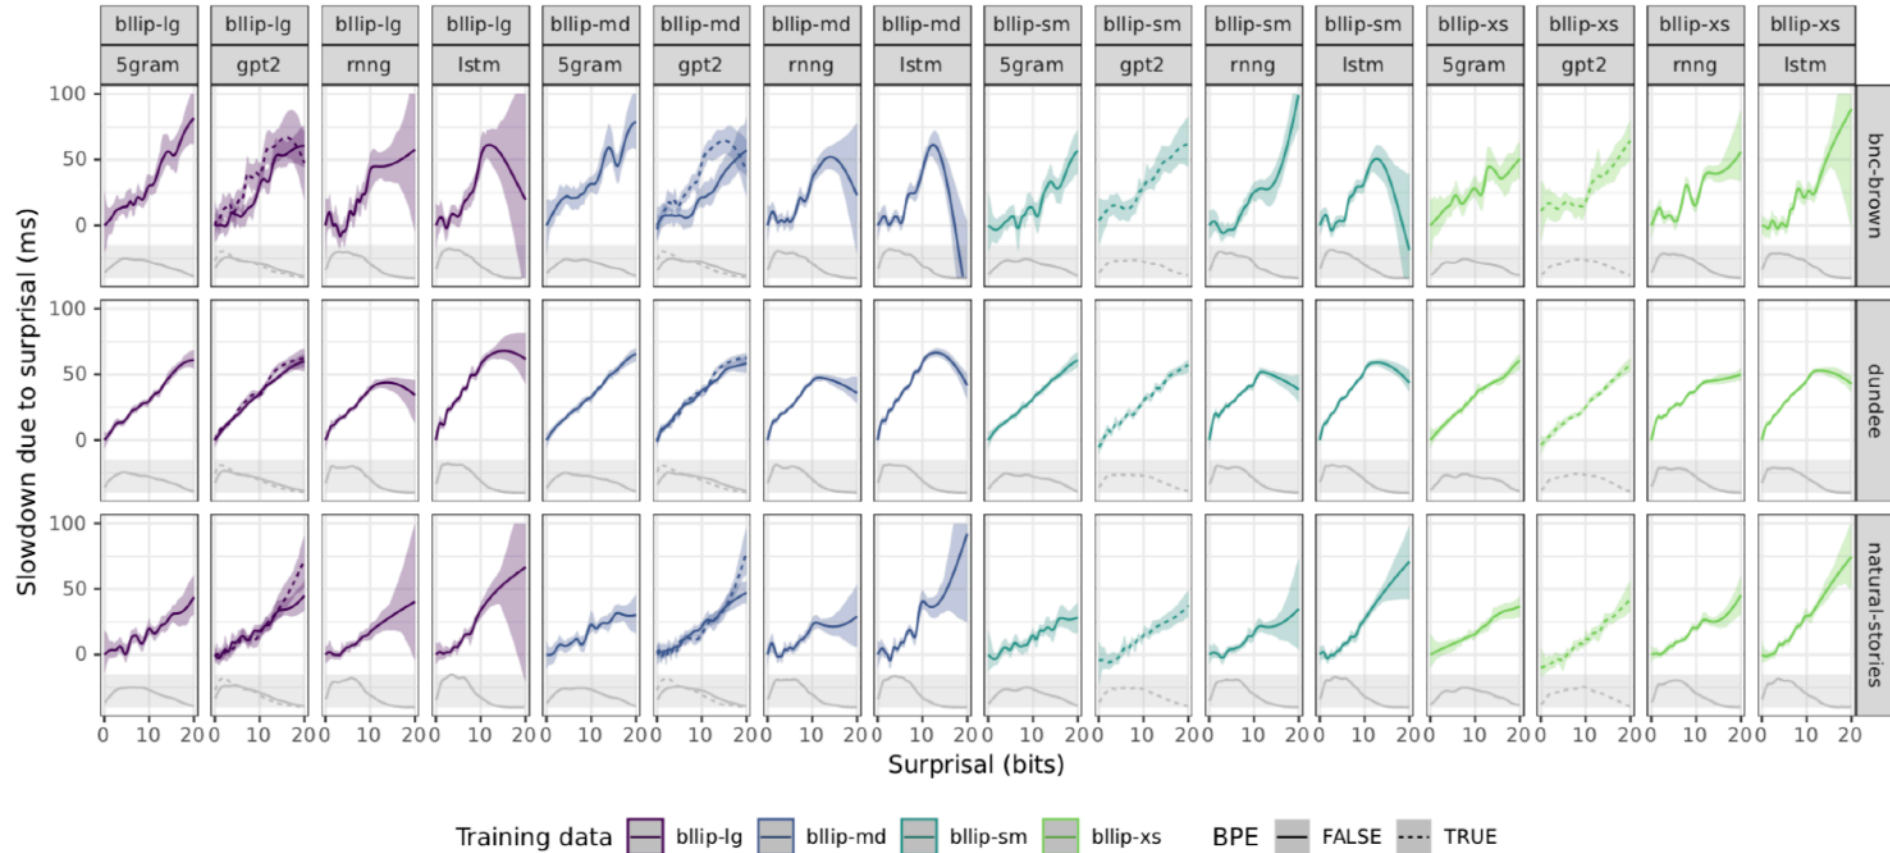 bllip-lg bllip-lg bllip-lg bllip-lg bllip-md bllip-md bllip-md bllip-md bllip-sm bllip-sm bllip-sm bllip-sm bllip-xs bllip-xs bllip-xs bllip-xs
5gram gpt2 rnng lstm 5gram gpt2 rnng lstm 5gram gpt2 rnng lstm 5gram gpt2 rnng lstm
Slowdown due to surprisal (ms)
100
50
0
bnc-brown
100
50
0
dundee
100
50
0
natural-stories
0 10 20 0 10 20 0 10 20 0 10 20 0 10 20 0 10 20 0 10 20 0 10 20 0 10 20 0 10 20 0 10 20 0 10 20 0 10 20 0 10 20 0 10 20 0 10 20
Surprisal (bits)
Training data bllip-lg bllip-md bllip-sm bllip-xs BPE FALSE TRUE